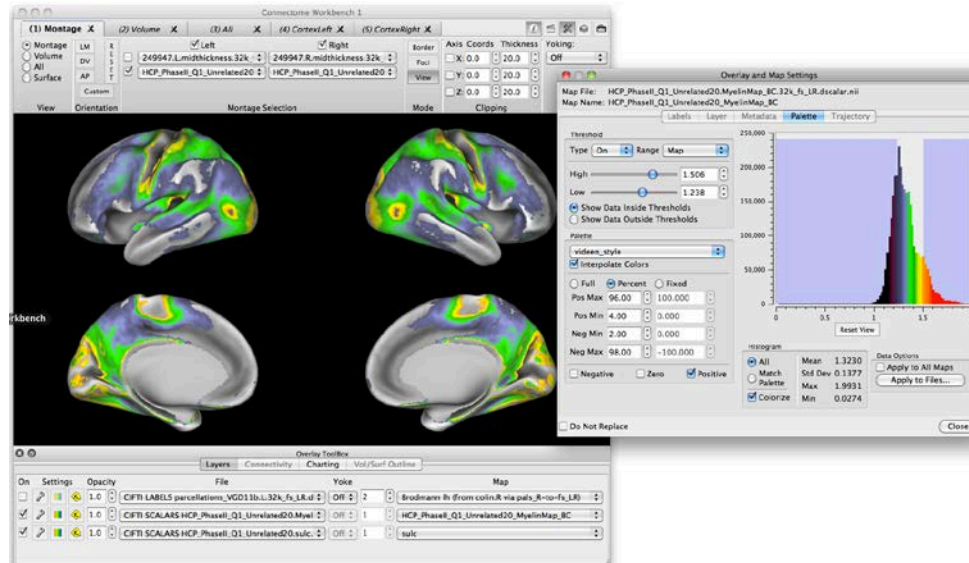 Connectome Workbench 1
(1) Montage X (2) Volume X (3) All X (4) CortexLeft X (5) CortexRight X
Montage
Volume
All
Surface
View
LM
DV
AP
Custom
Orientation
RESET
Left Right
249947.L.midthickness.32k_ 249947.R.midthickness.32k_
HCP_PhaseII_Q1_Unrelated20 HCP_PhaseII_Q1_Unrelated20
Montage Selection
Border
Foci
View
Mode
Axis Coords Thickness
X: 0.0 20.0
Y: 0.0 20.0
Z: 0.0 20.0
Clipping
Yoking:
Off
rkbench
Overlay and Map Settings
Map File: HCP_PhaseII_Q1_Unrelated20.MyelinMap_BC.32k_fs_LR.dscalar.nii
Map Name: HCP_PhaseII_Q1_Unrelated20_MyelinMap_BC
Labels Layer Metadata Palette Trajectory
Threshold
Type On Range Map
High 1.506
Low 1.238
Show Data Inside Thresholds
Show Data Outside Thresholds
Palette
videen_style
Interpolate Colors
Full Percent Fixed
Pos Max 96.00 100.000
Pos Min 4.00 0.000
Neg Min 2.00 0.000
Neg Max 98.00 -100.000
Negative Zero Positive
250,000
200,000
150,000
100,000
50,000
0
0 0.5 1 1.5
Reset View
Histogram
All
Match Palette
Colorize
Mean 1.3230
Std Dev 0.1377
Max 1.9931
Min 0.0274
Data Options
Apply to All Maps
Apply to Files...
Do Not Replace
Close
Overlay ToolBox
Layers Connectivity Charting Vol/Surf Outline
On Settings Opacity File Yoke Map
1.0 CIFTI LABELS parcellations_VGD11b.L.32k_fs_LR.d Off 2 Brodmann lh (from colin.R via pals_R-to-fs_LR)
1.0 CIFTI SCALARS HCP_PhaseII_Q1_Unrelated20.Myel Off 1 HCP_PhaseII_Q1_Unrelated20_MyelinMap_BC
1.0 CIFTI SCALARS HCP_PhaseII_Q1_Unrelated20.sulc. Off 1 sulc